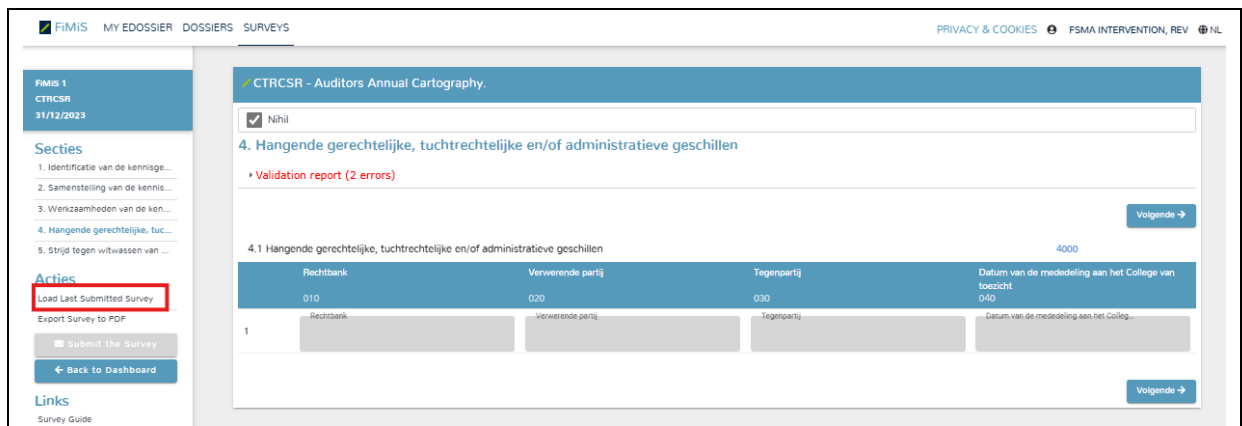 FiMiS MY EDOSSIER DOSSIERS SURVEYS PRIVACY & COOKIES FSMA INTERVENTION, REV NL
FiMiS 1
CTRCSR
31/12/2023
Secties
1. Identificatie van de kennisge...
2. Samenstelling van de kennis...
3. Werkzaamheden van de ken...
4. Hangende gerechtelijke, tuc...
5. Strijd tegen witwassen van ...
Acties
Load Last Submitted Survey
Export Survey to PDF
Submit the Survey
← Back to Dashboard
Links
Survey Guide
CTRCSR - Auditors Annual Cartography.
Nihil
4. Hangende gerechtelijke, tuchtrechtelijke en/of administratieve geschillen
Validation report (2 errors)
Volgende →
4.1 Hangende gerechtelijke, tuchtrechtelijke en/of administratieve geschillen 4000
Rechtbank Verwerende partij Tegenpartij Datum van de mededeling aan het College van
toezicht
010 020 030 040
Rechtbank Verwerende partij Tegenpartij Datum van de mededeling aan het Colleg...
1
Volgende →